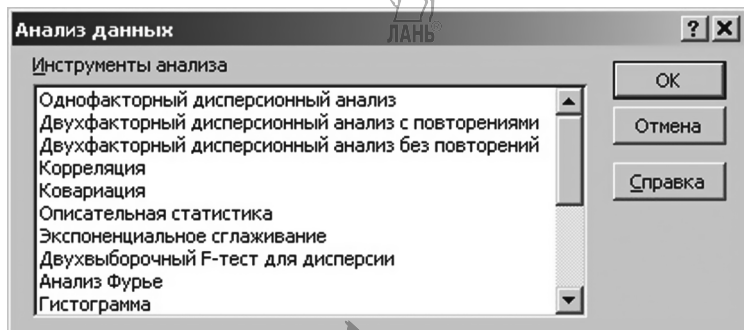 Анализ данных
ЛАНЬ®
Инструменты анализа
Однофакторный дисперсионный анализ
Двухфакторный дисперсионный анализ с повторениями
Двухфакторный дисперсионный анализ без повторений
Корреляция
Ковариация
Описательная статистика
Экспоненциальное сглаживание
Двухвыборочный F-тест для дисперсии
Анализ Фурье
Гистограмма
ОК
Отмена
Справка